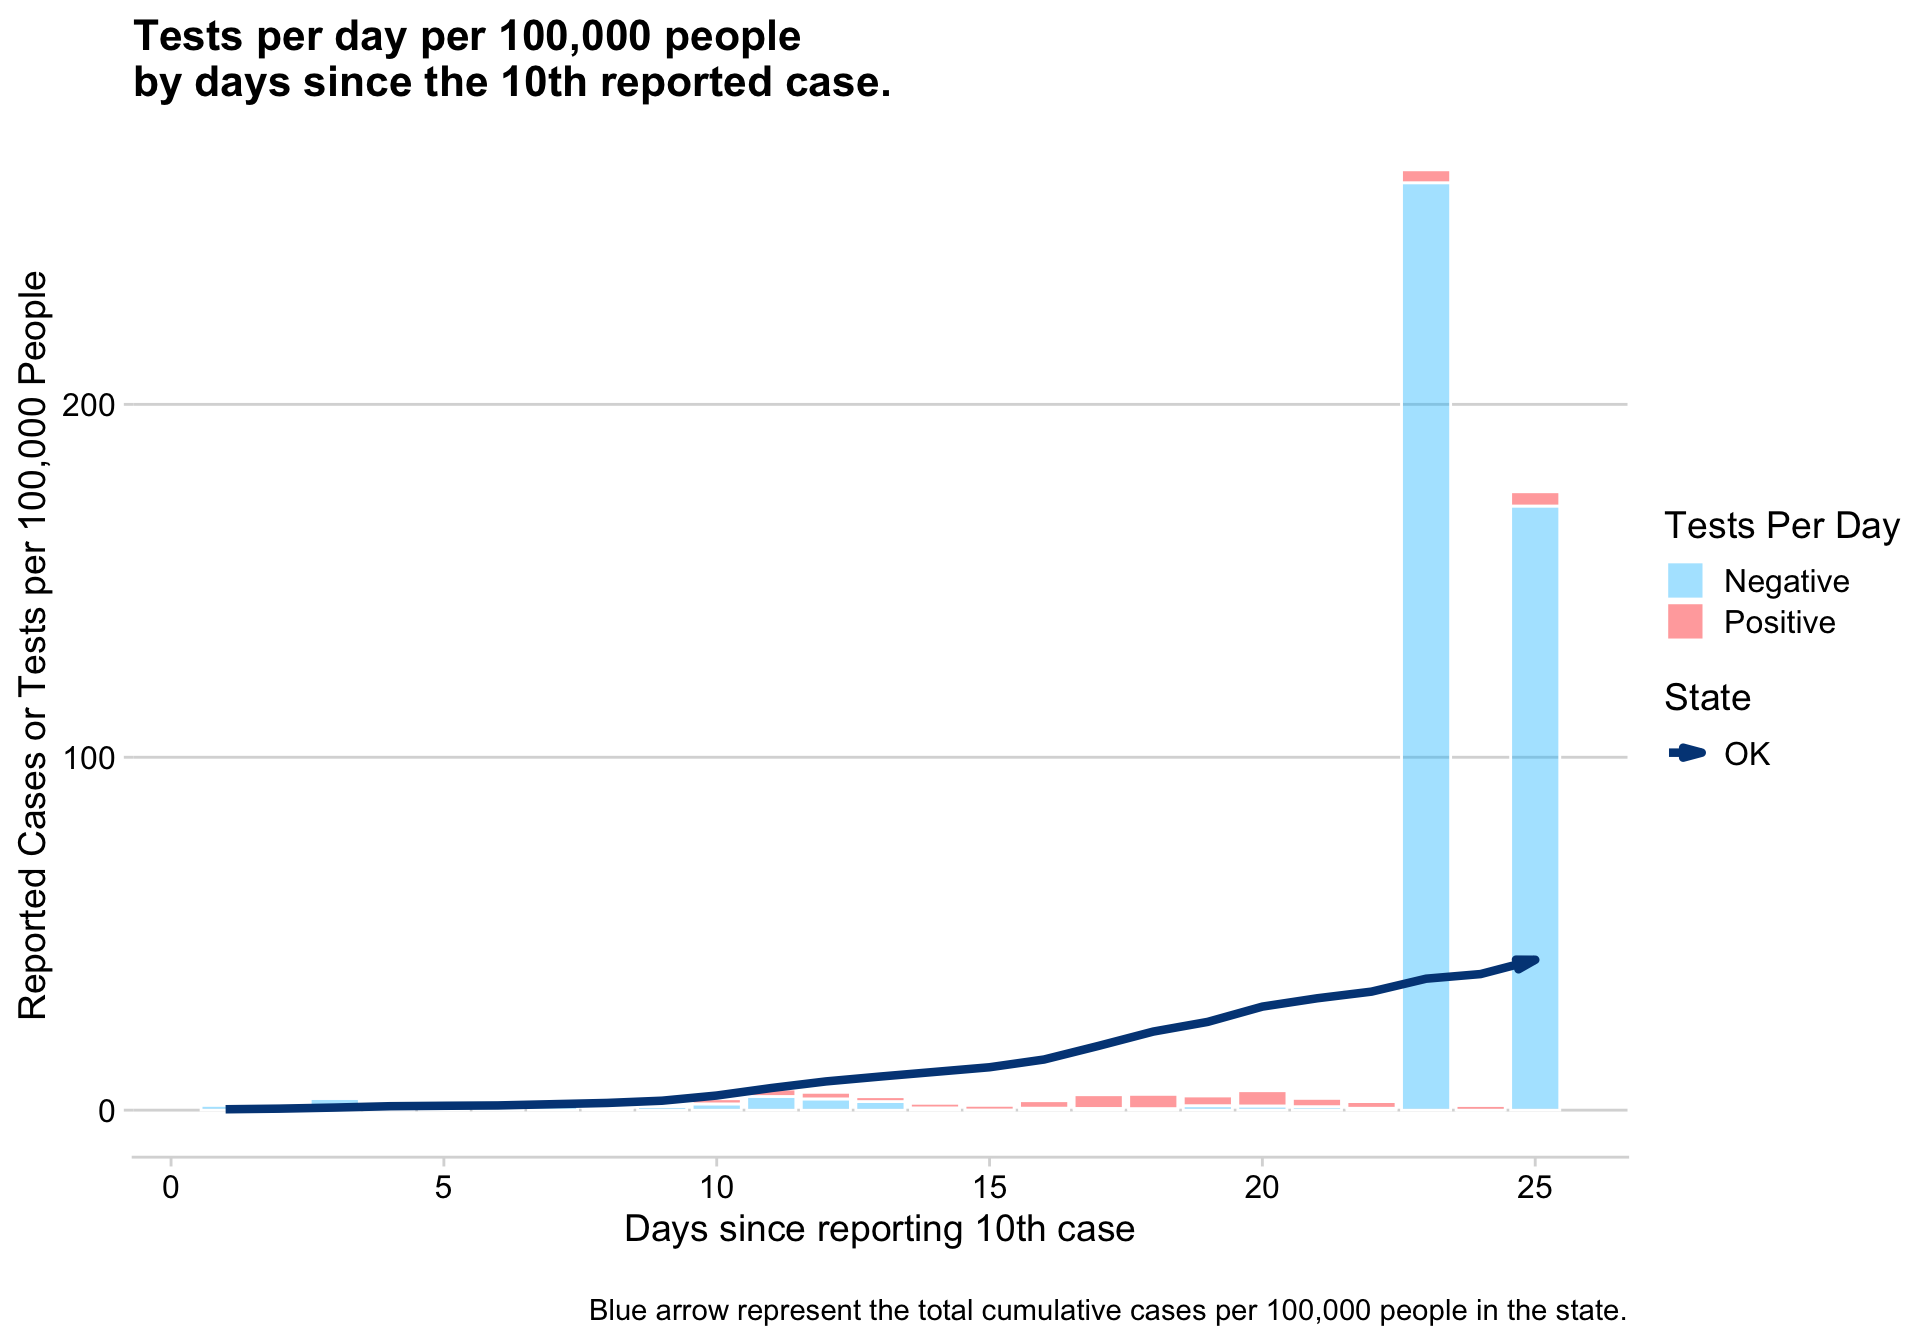 Tests per day per 100,000 people
by days since the 10th reported case.
Reported Cases or Tests per 100,000 People
200
100
0
0 5 10 15 20 25
Days since reporting 10th case
Tests Per Day
Negative
Positive
State
OK
Blue arrow represent the total cumulative cases per 100,000 people in the state.